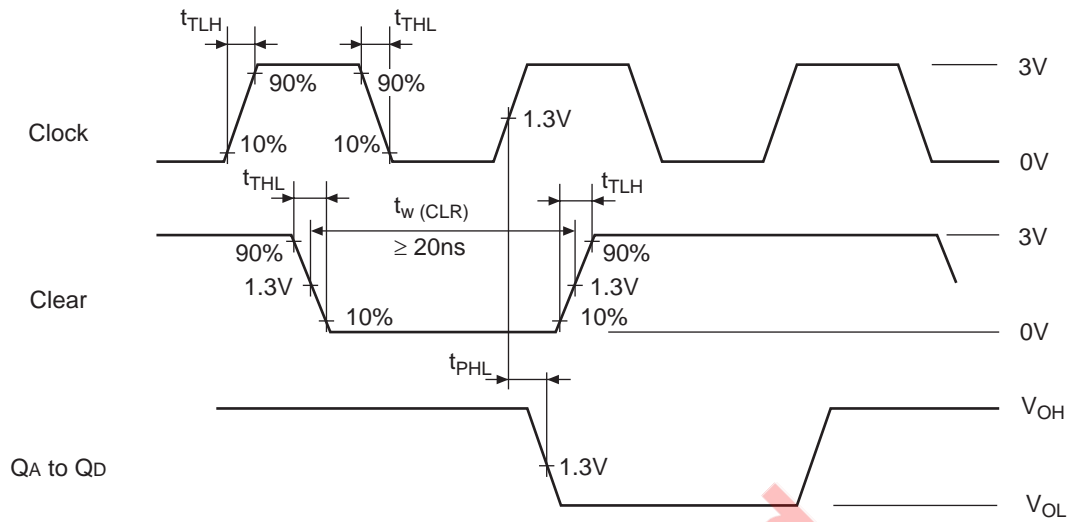 tTLH
tTHL
90%
90%
3V
Clock
1.3V
10%
10%
0V
tTHL
tw (CLR)
tTLH
≥ 20ns
90%
90%
3V
1.3V
1.3V
Clear
10%
10%
0V
tPHL
VOH
QA to QD
1.3V
VOL